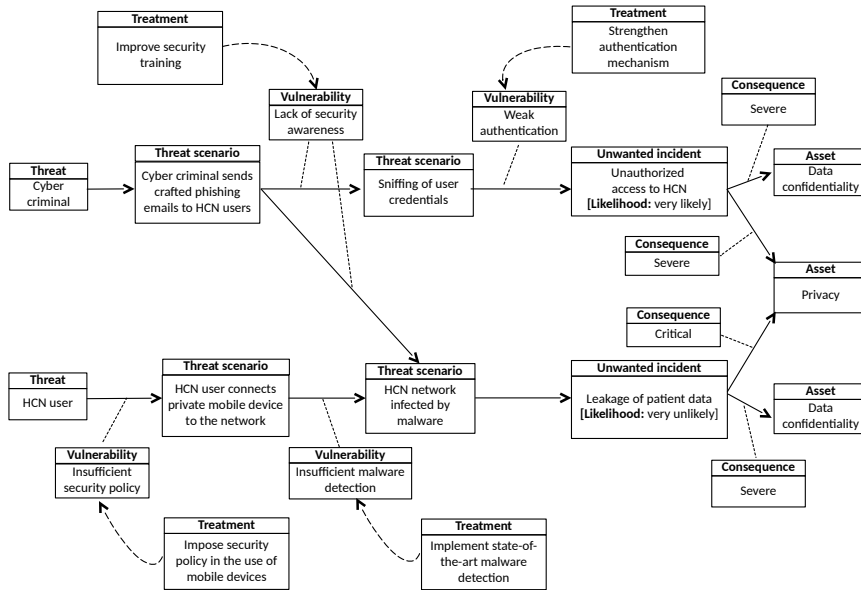 Treatment
Improve security
training
Treatment
Strengthen
authentication
mechanism
Vulnerability
Lack of security
awareness
Vulnerability
Weak
authentication
Consequence
Severe
Threat
Cyber
criminal
Threat scenario
Cyber criminal sends
crafted phishing
emails to HCN users
Threat scenario
Sniffing of user
credentials
Unwanted incident
Unauthorized
access to HCN
[Likelihood: very likely]
Asset
Data
confidentiality
Consequence
Severe
Asset
Privacy
Consequence
Critical
Threat
HCN user
Threat scenario
HCN user connects
private mobile device
to the network
Threat scenario
HCN network
infected by
malware
Unwanted incident
Leakage of patient data
[Likelihood: very unlikely]
Asset
Data
confidentiality
Vulnerability
Insufficient
security policy
Vulnerability
Insufficient malware
detection
Consequence
Severe
Treatment
Impose security
policy in the use of
mobile devices
Treatment
Implement state-of-
the-art malware
detection